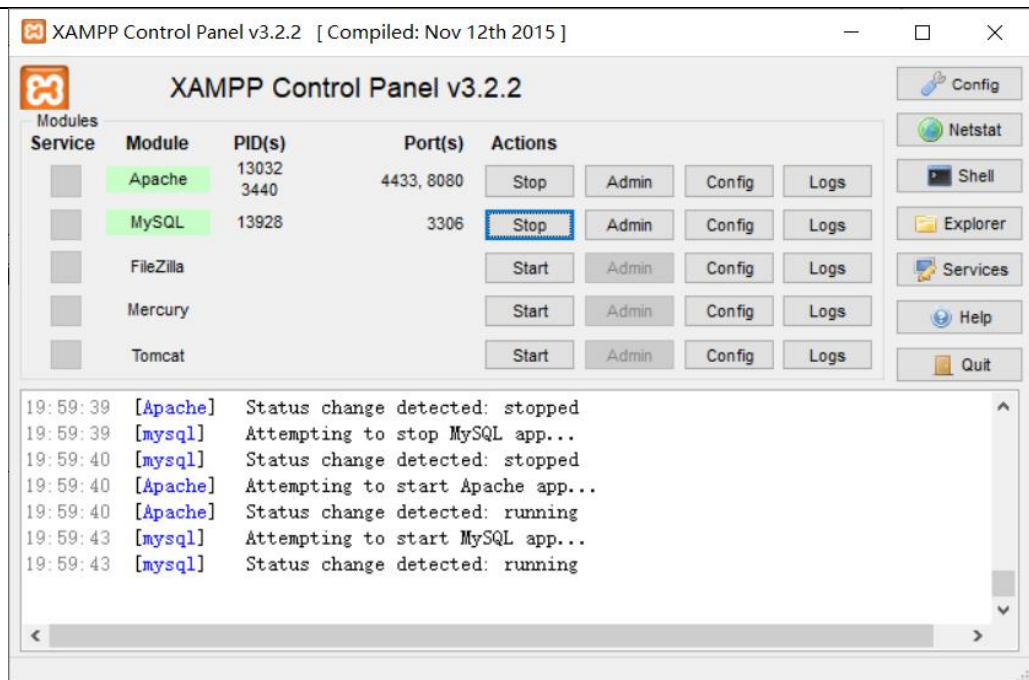 XAMPP Control Panel v3.2.2 [ Compiled: Nov 12th 2015 ]
XAMPP Control Panel v3.2.2
Config
Modules
Service Module PID(s) Port(s) Actions
Netstat
Apache 13032 3440 4433, 8080 Stop Admin Config Logs
Shell
MySQL 13928 3306 Stop Admin Config Logs
Explorer
FileZilla Start Admin Config Logs
Services
Mercury Start Admin Config Logs
Help
Tomcat Start Admin Config Logs
Quit
19:59:39 [Apache] Status change detected: stopped
19:59:39 [mysql] Attempting to stop MySQL app...
19:59:40 [mysql] Status change detected: stopped
19:59:40 [Apache] Attempting to start Apache app...
19:59:40 [Apache] Status change detected: running
19:59:43 [mysql] Attempting to start MySQL app...
19:59:43 [mysql] Status change detected: running